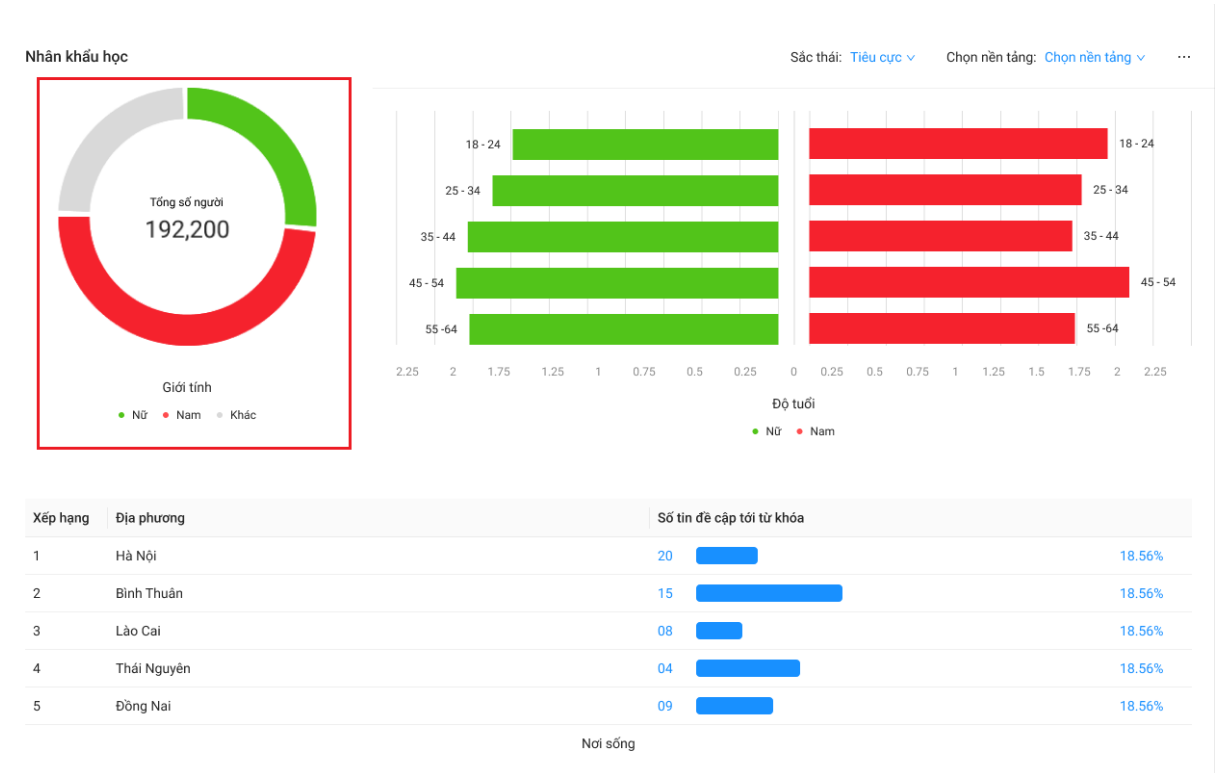 Nhân khẩu học
Sắc thái: Tiêu cực Chọn nền tảng: Chọn nền tảng ...
Tổng số người
192,200
Giới tính
Nữ Nam Khác
18 - 24 18 - 24
25 - 34 25 - 34
35 - 44 35 - 44
45 - 54 45 - 54
55 -64 55 -64
2.25 2 1.75 1.25 1 0.75 0.5 0.25 0 0.25 0.5 0.75 1 1.25 1.5 1.75 2 2.25
Độ tuổi
Nữ Nam
Xếp hạng Địa phương Số tin đề cập tới từ khóa
1 Hà Nội 20 18.56%
2 Bình Thuân 15 18.56%
3 Lào Cai 08 18.56%
4 Thái Nguyên 04 18.56%
5 Đồng Nai 09 18.56%
Nơi sống